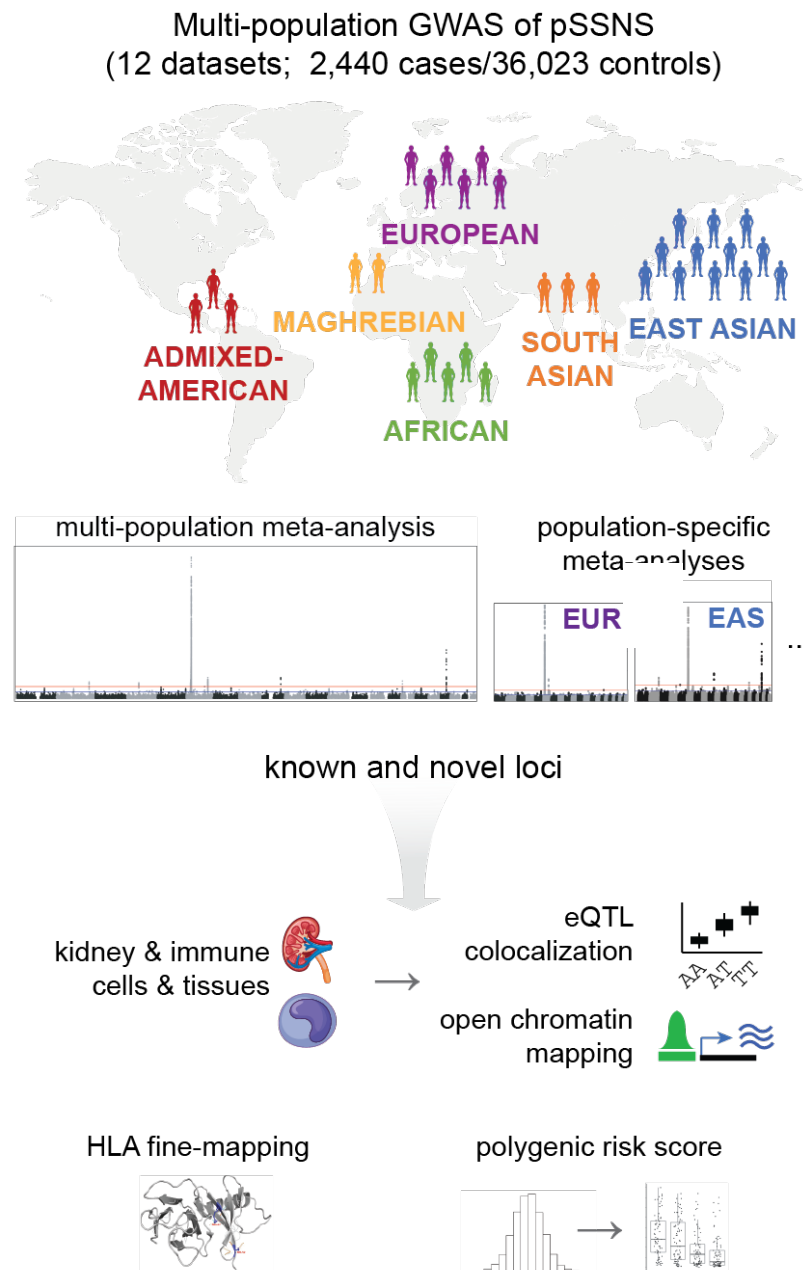 Multi-population GWAS of pSSNS
(12 datasets; 2,440 cases/36,023 controls)
EUROPEAN
MAGHREBIAN
SOUTH
ASIAN
EAST ASIAN
ADMIXED-
AMERICAN
AFRICAN
multi-population meta-analysis
population-specific
meta-analyses
EUR
EAS
..
known and novel loci
kidney & immune
cells & tissues
→
eQTL
colocalization
AA AT TT
open chromatin
mapping
HLA fine-mapping
polygenic risk score
→